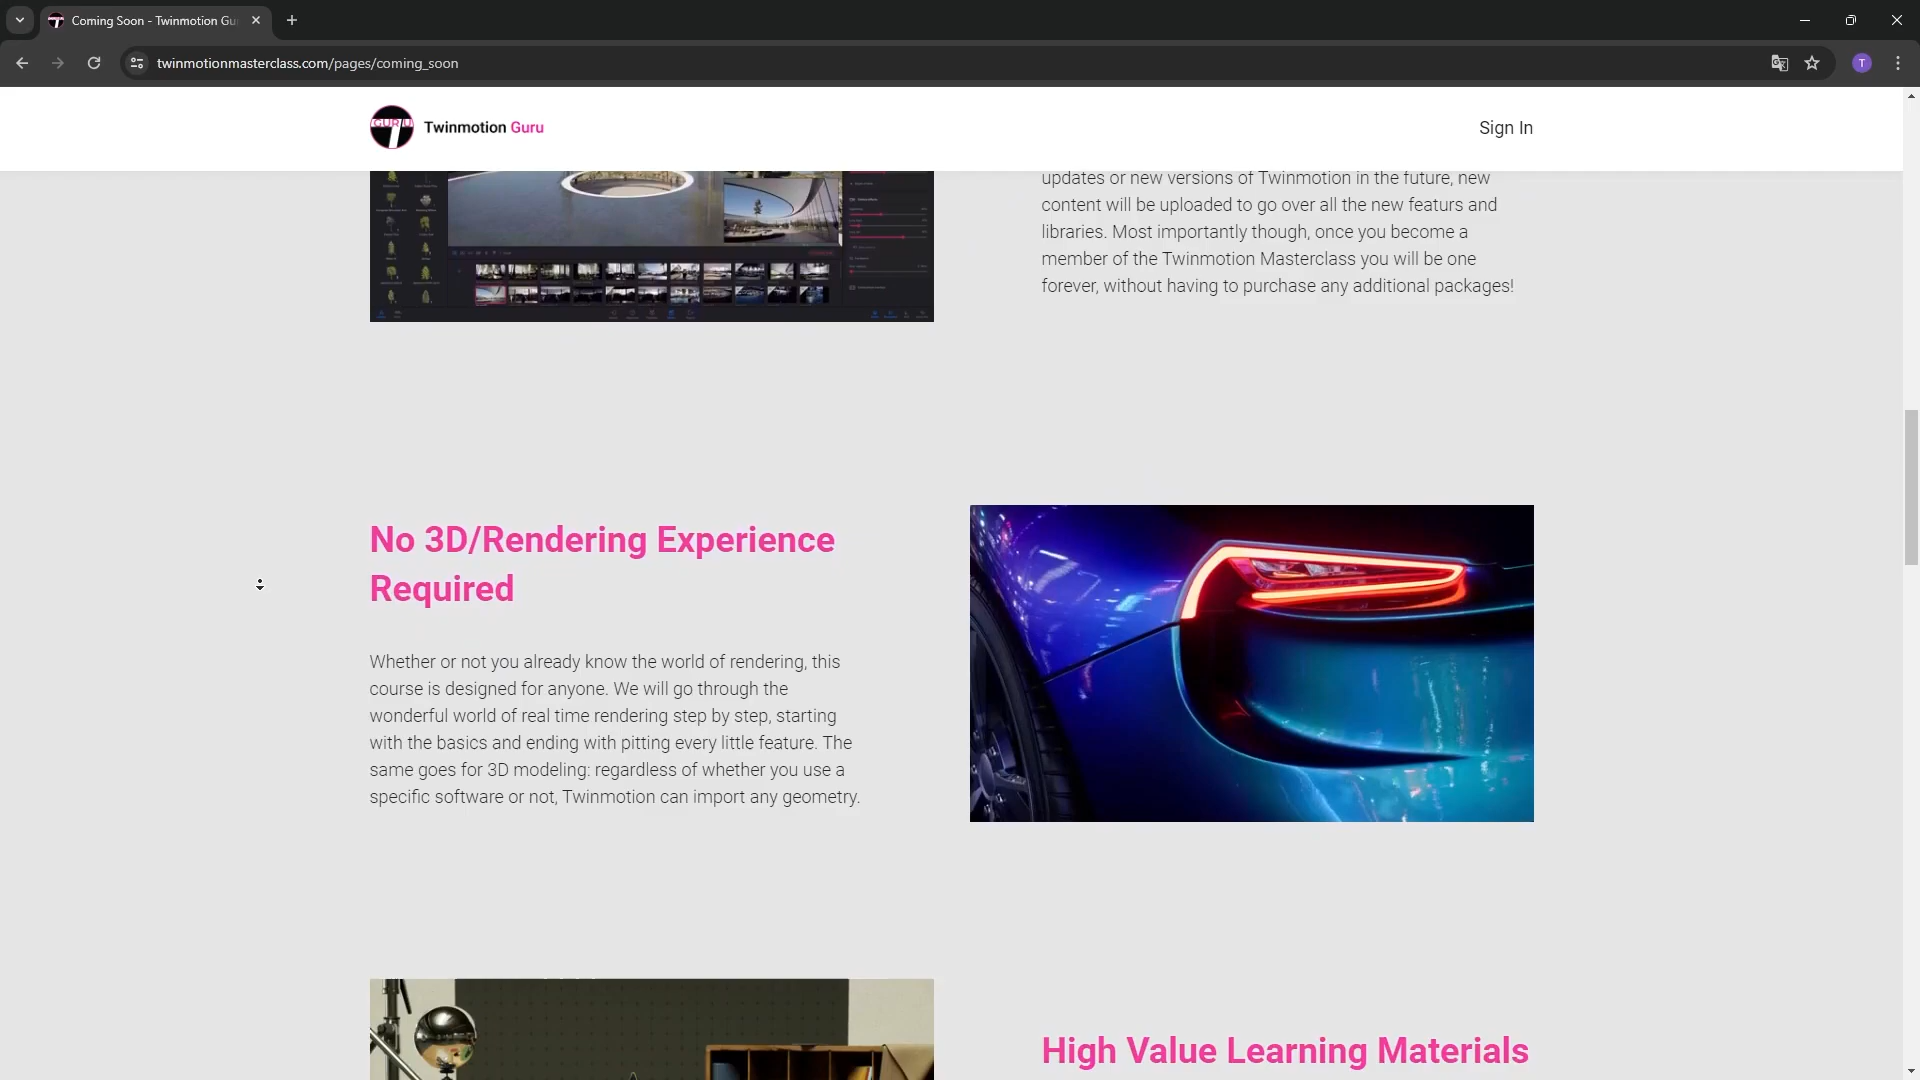 Coming Soon - Twinmotion Gu
twinmotionmasterclass.com/pages/coming_soon
T
GURU
Twinmotion Guru
Sign In
updates or new versions of Twinmotion in the future, new
content will be uploaded to go over all the new featurs and
libraries. Most importantly though, once you become a
member of the Twinmotion Masterclass you will be one
forever, without having to purchase any additional packages!
No 3D/Rendering Experience
Required
Whether or not you already know the world of rendering, this
course is designed for anyone. We will go through the
wonderful world of real time rendering step by step, starting
with the basics and ending with pitting every little feature. The
same goes for 3D modeling: regardless of whether you use a
specific software or not, Twinmotion can import any geometry.
High Value Learning Materials